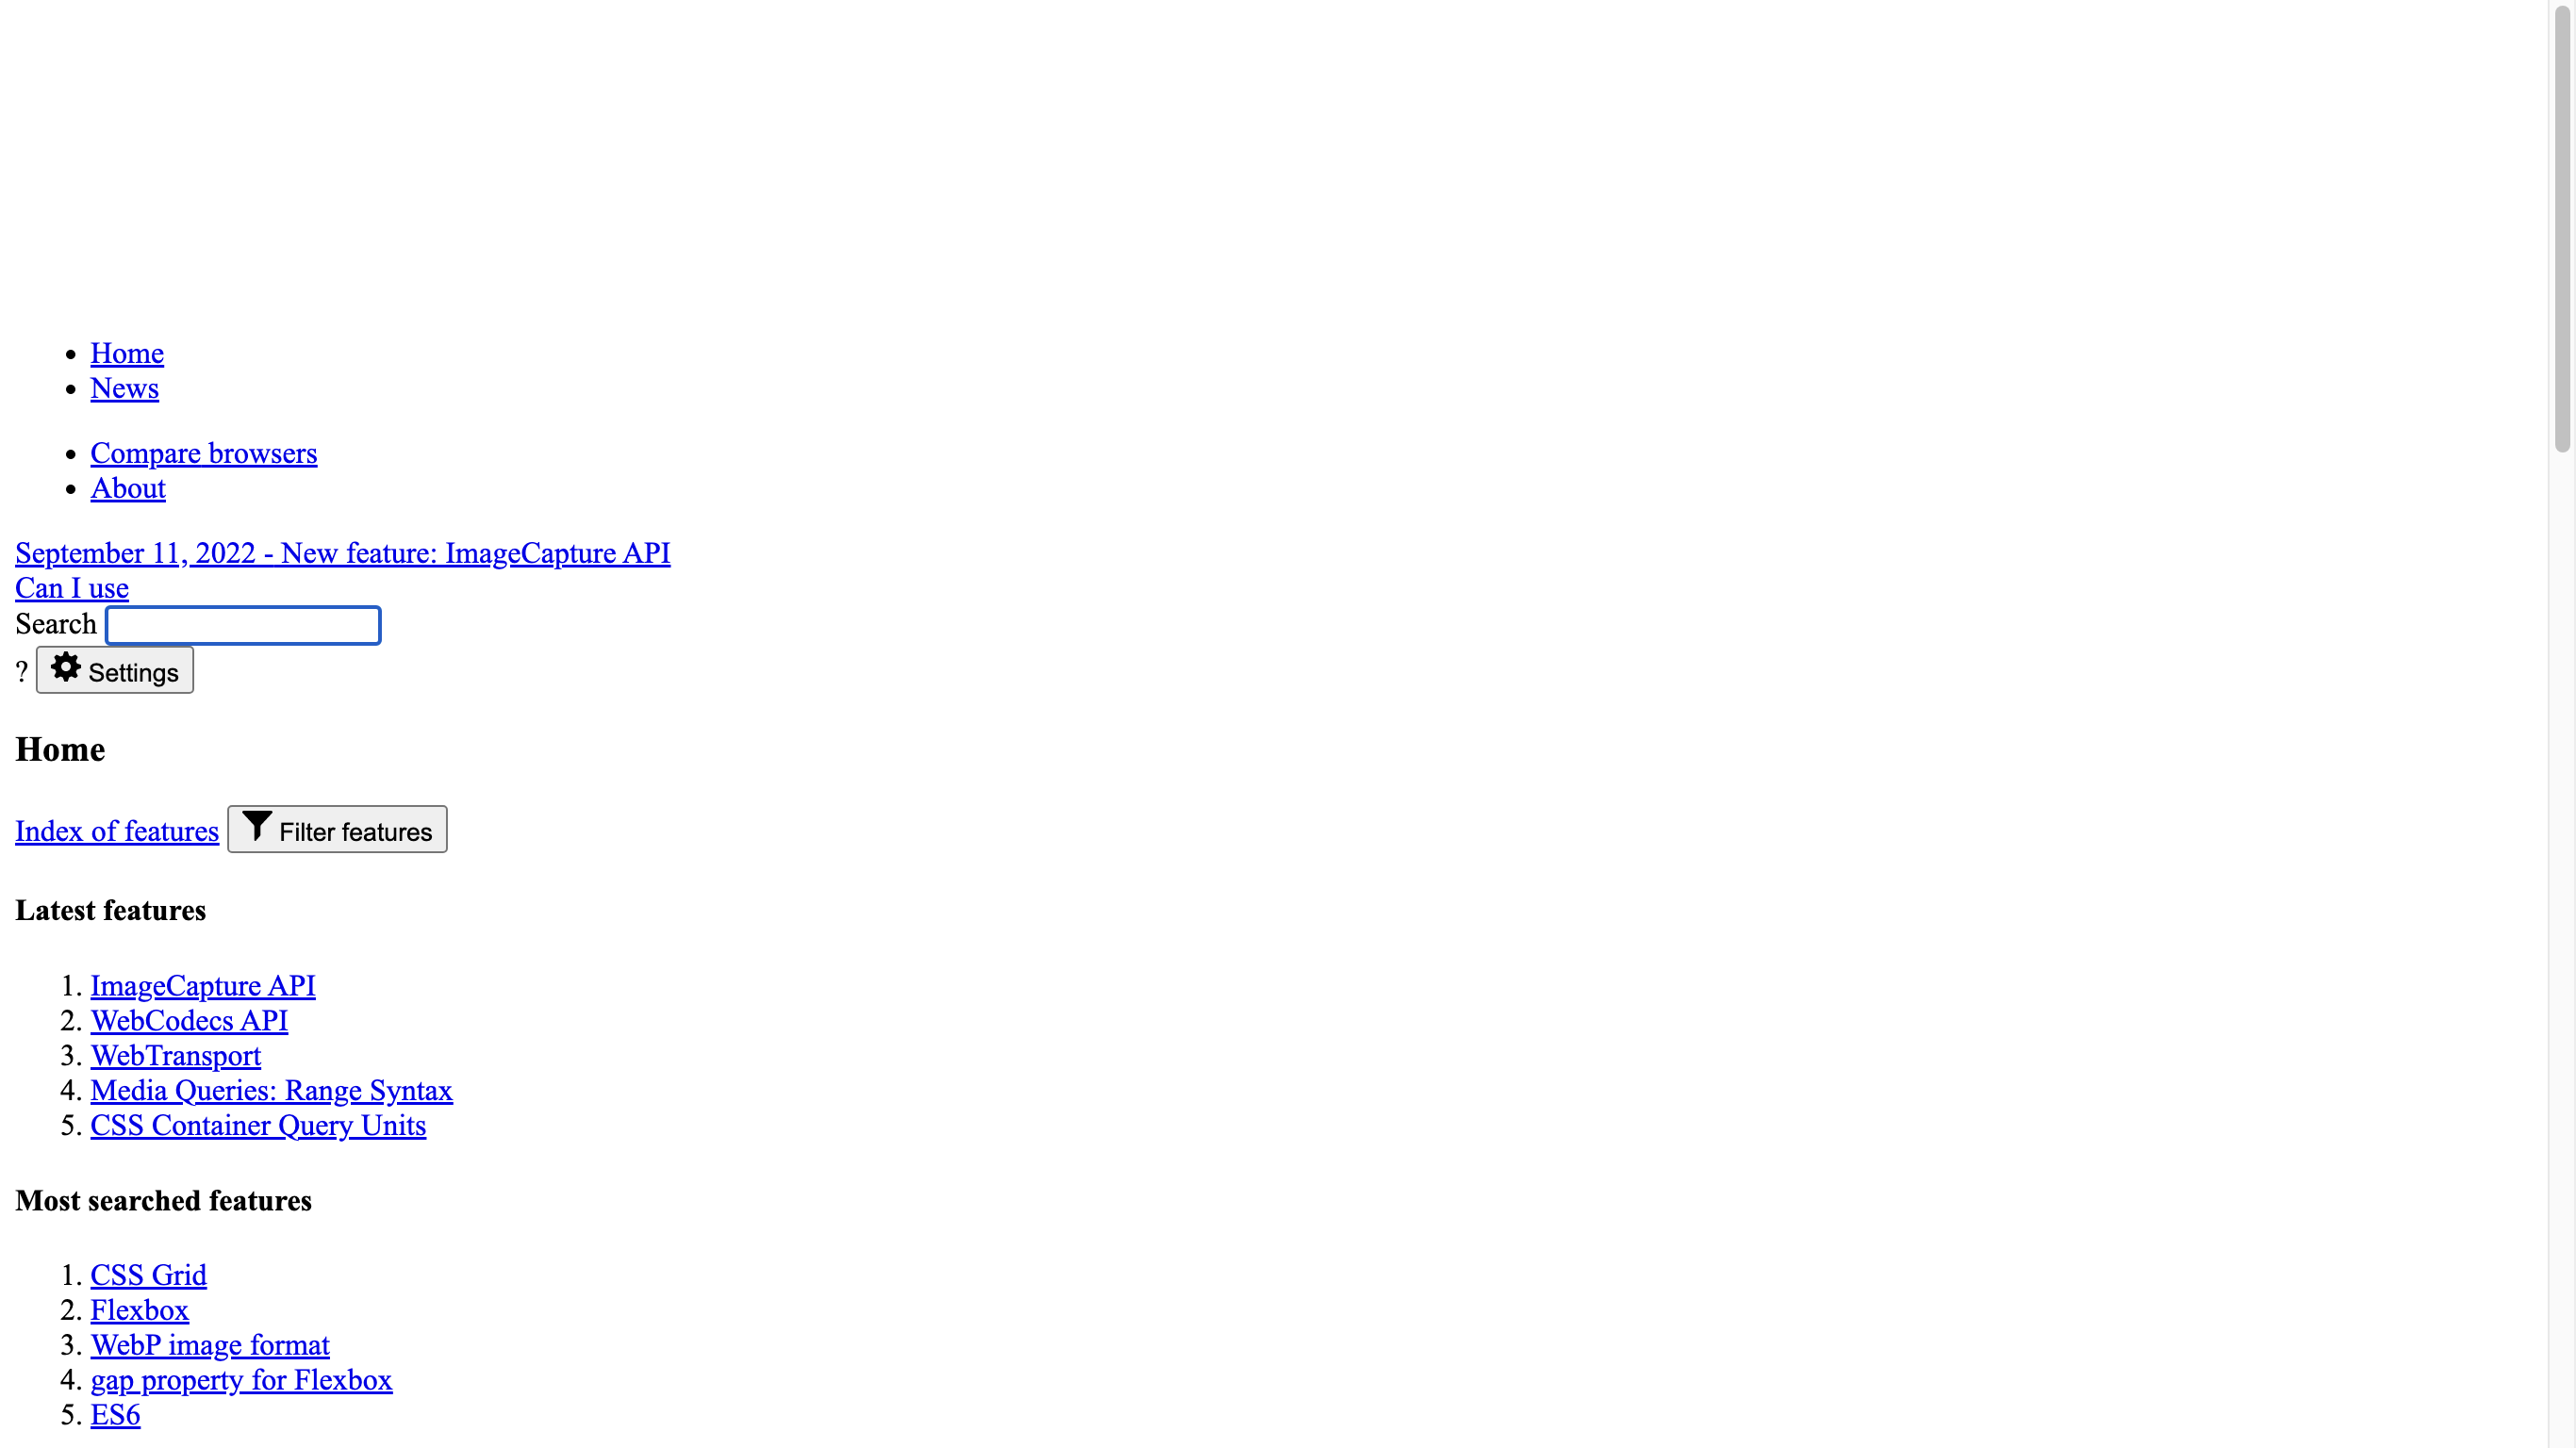 • Home
• News
• Compare browsers
• About
September 11, 2022 - New feature: ImageCapture API
Can I use
Search
? Settings
Home
Index of features Filter features
Latest features
1. ImageCapture API
2. WebCodecs API
3. WebTransport
4. Media Queries: Range Syntax
5. CSS Container Query Units
Most searched features
1. CSS Grid
2. Flexbox
3. WebP image format
4. gap property for Flexbox
5. ES6